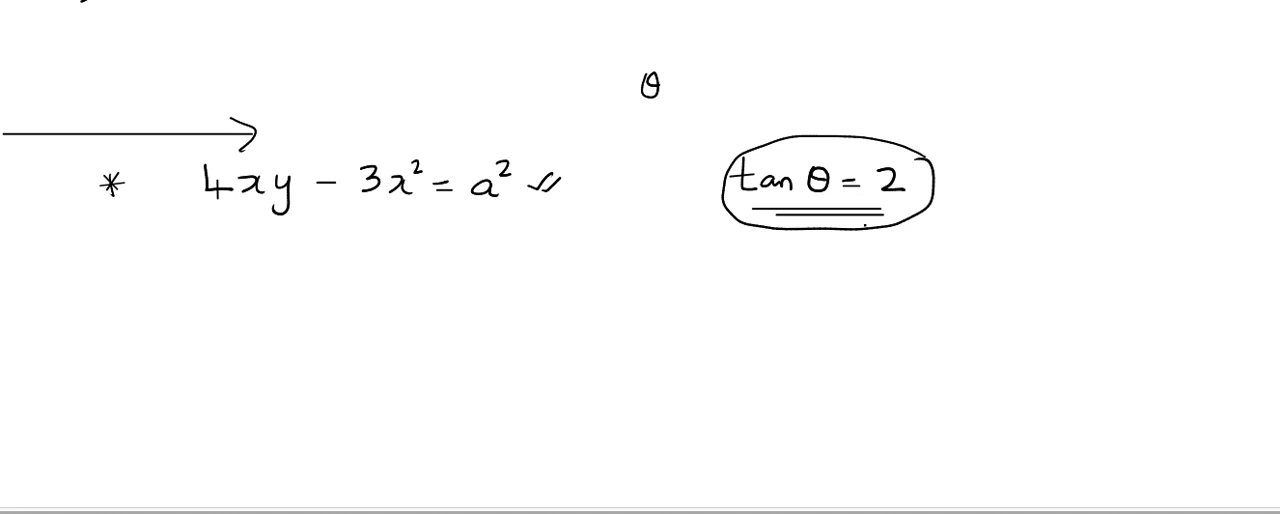 θ
* 4xy - 3x² = a² tan θ = 2